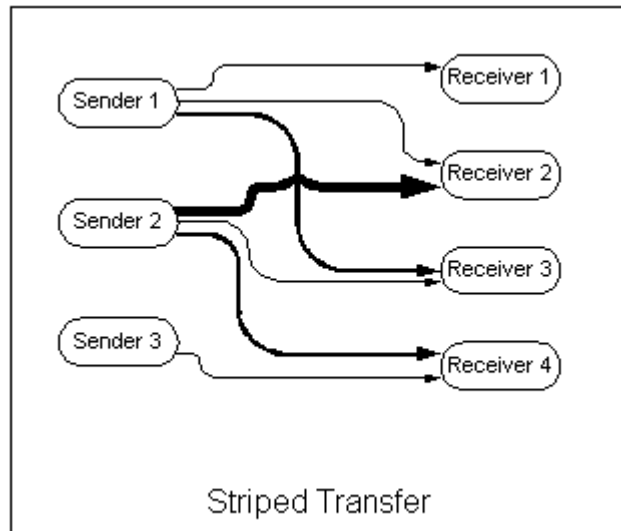 Sender 1
Receiver 1
Receiver 2
Sender 2
Receiver 3
Sender 3
Receiver 4
Striped Transfer